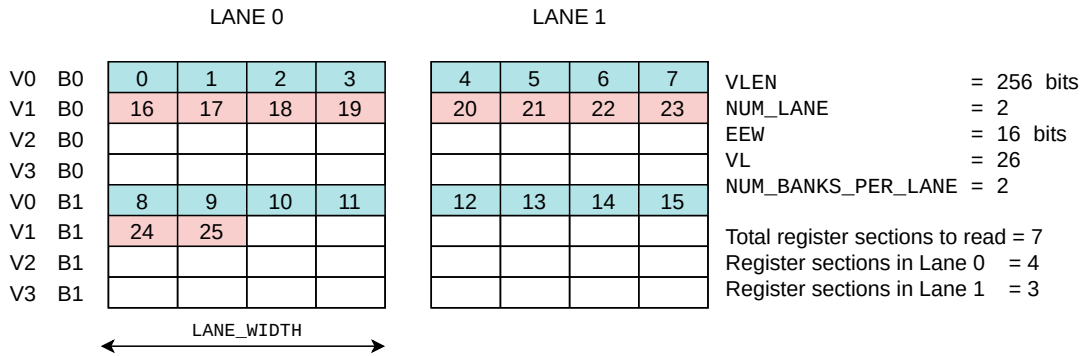 LANE 0 LANE 1
V0 B0 0 1 2 3 4 5 6 7 VLEN = 256 bits
V1 B0 16 17 18 19 20 21 22 23 NUM_LANE = 2
V2 B0 EEW = 16 bits
V3 B0 VL = 26
V0 B1 8 9 10 11 12 13 14 15 NUM_BANKS_PER_LANE = 2
V1 B1 24 25 Total register sections to read = 7
V2 B1 Register sections in Lane 0 = 4
V3 B1 Register sections in Lane 1 = 3
LANE_WIDTH